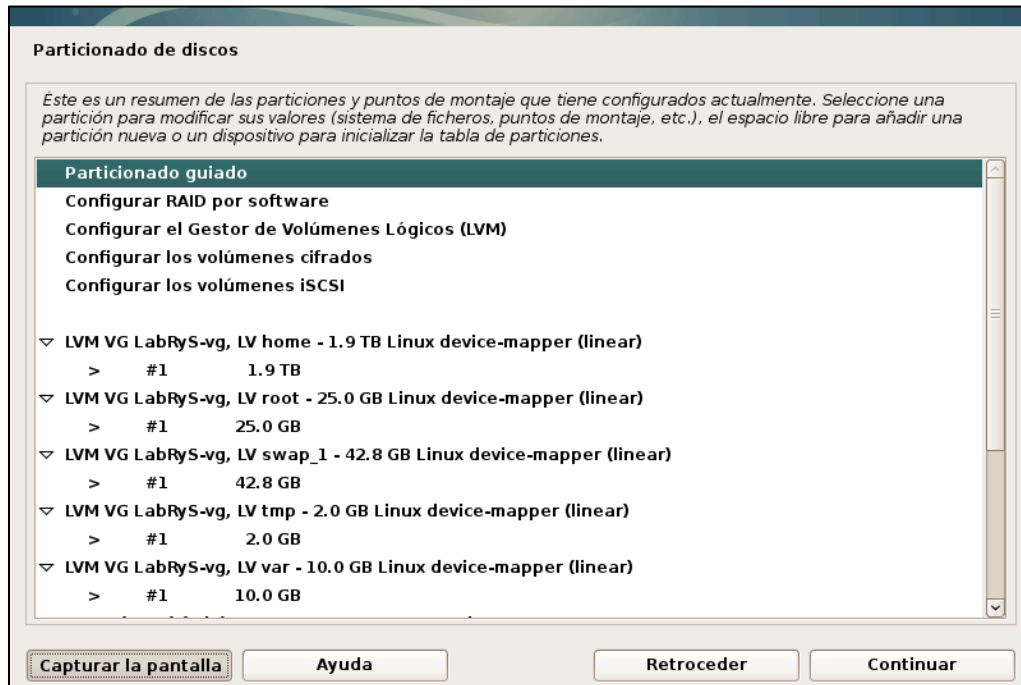 Particionado de discos
Éste es un resumen de las particiones y puntos de montaje que tiene configurados actualmente. Seleccione una
partición para modificar sus valores (sistema de ficheros, puntos de montaje, etc.), el espacio libre para añadir una
partición nueva o un dispositivo para inicializar la tabla de particiones.
Particionado guiado
Configurar RAID por software
Configurar el Gestor de Volúmenes Lógicos (LVM)
Configurar los volúmenes cifrados
Configurar los volúmenes iSCSI
LVM VG LabRyS-vg, LV home - 1.9 TB Linux device-mapper (linear)
> #1 1.9 TB
LVM VG LabRyS-vg, LV root - 25.0 GB Linux device-mapper (linear)
> #1 25.0 GB
LVM VG LabRyS-vg, LV swap_1 - 42.8 GB Linux device-mapper (linear)
> #1 42.8 GB
LVM VG LabRyS-vg, LV tmp - 2.0 GB Linux device-mapper (linear)
> #1 2.0 GB
LVM VG LabRyS-vg, LV var - 10.0 GB Linux device-mapper (linear)
> #1 10.0 GB
Capturar la pantalla Ayuda Retroceder Continuar